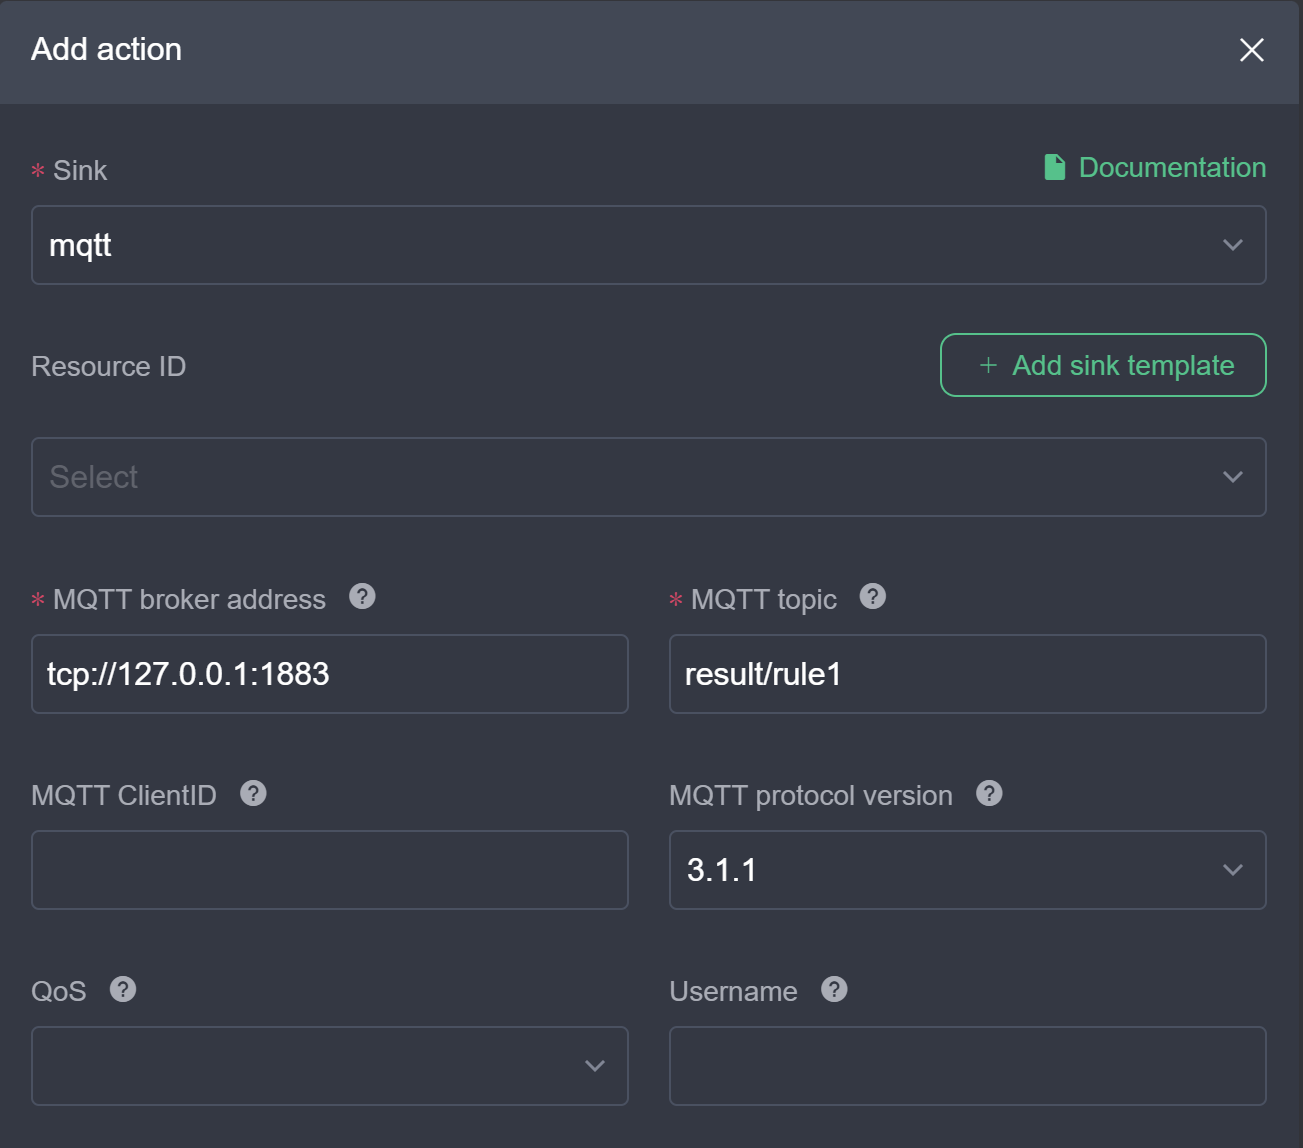 Add action
* Sink
Documentation
mqtt
Resource ID
+ Add sink template
Select
* MQTT broker address ?
* MQTT topic ?
tcp://127.0.0.1:1883
result/rule1
MQTT ClientID ?
MQTT protocol version ?
3.1.1
QoS ?
Username ?